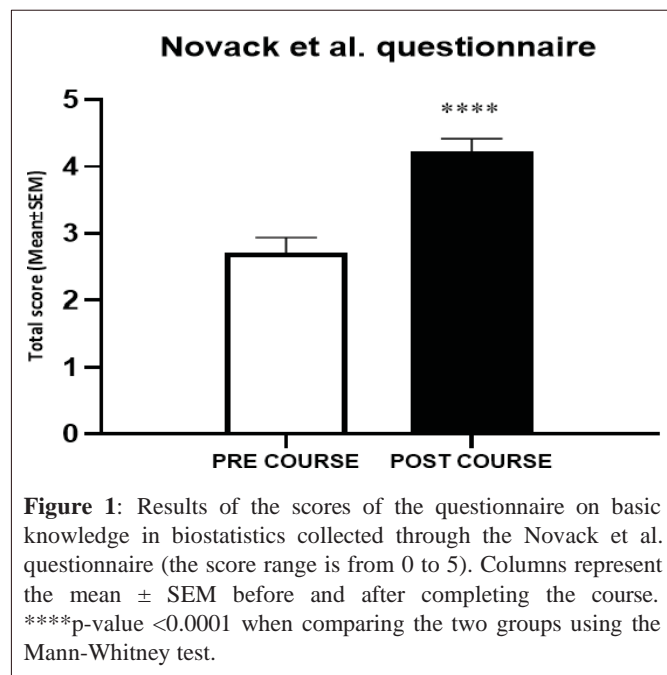 Novack et al. questionnaire
5
4
3
2
1
0
Total score (Mean±SEM)
****
PRE COURSE
POST COURSE
Figure 1: Results of the scores of the questionnaire on basic
knowledge in biostatistics collected through the Novack et al.
questionnaire (the score range is from 0 to 5). Columns represent
the mean ± SEM before and after completing the course.
****p-value <0.0001 when comparing the two groups using the
Mann-Whitney test.